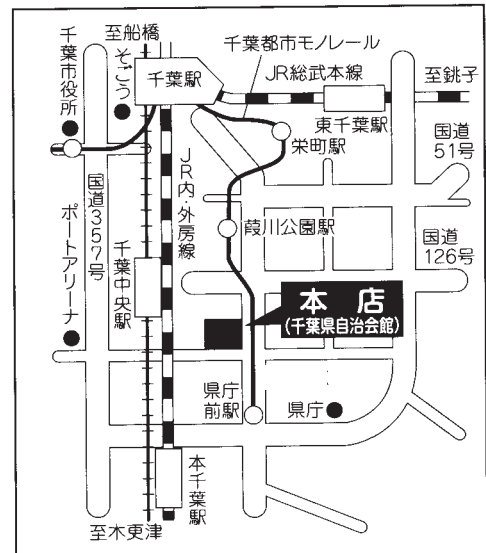 至船橋
千葉都市モノレール
千葉市役所
そごう
千葉駅
JR総武本線
至銚子
東千葉駅
栄町駅
国道
51号
国道357号
JR内・外房線
葭川公園駅
ポートアリーナ
千葉中央駅
国道
126号
本店
(千葉県自治会館)
県庁
前駅
県庁
本千葉駅
至木更津